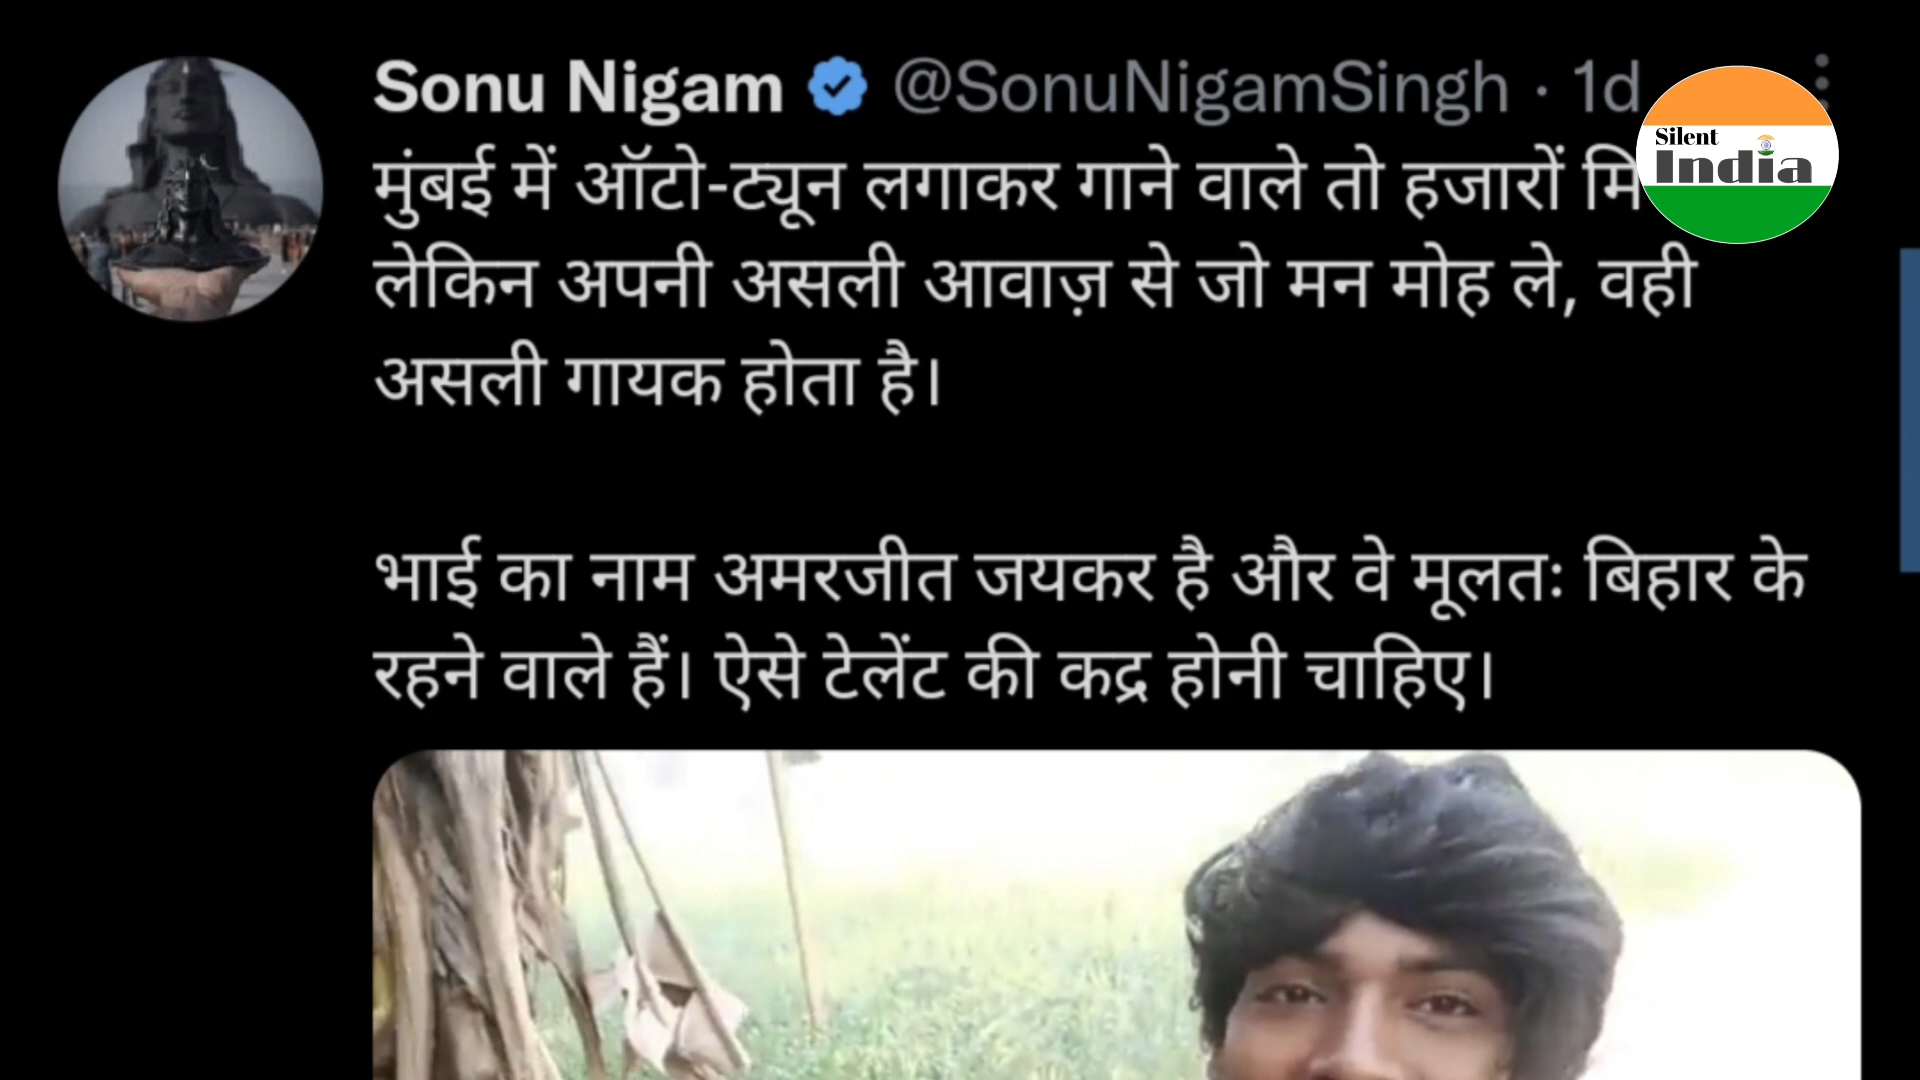 Sonu Nigam @SonuNigamSingh · 1d
Silent
India
मुंबई में ऑटो-ट्यून लगाकर गाने वाले तो हजारों
लेकिन अपनी असली आवाज़ से जो मन मोह ले, वही
असली गायक होता है।
भाई का नाम अमरजीत जयकर है और वे मूलतः बिहार के
रहने वाले हैं। ऐसे टेलेंट की कद्र होनी चाहिए।